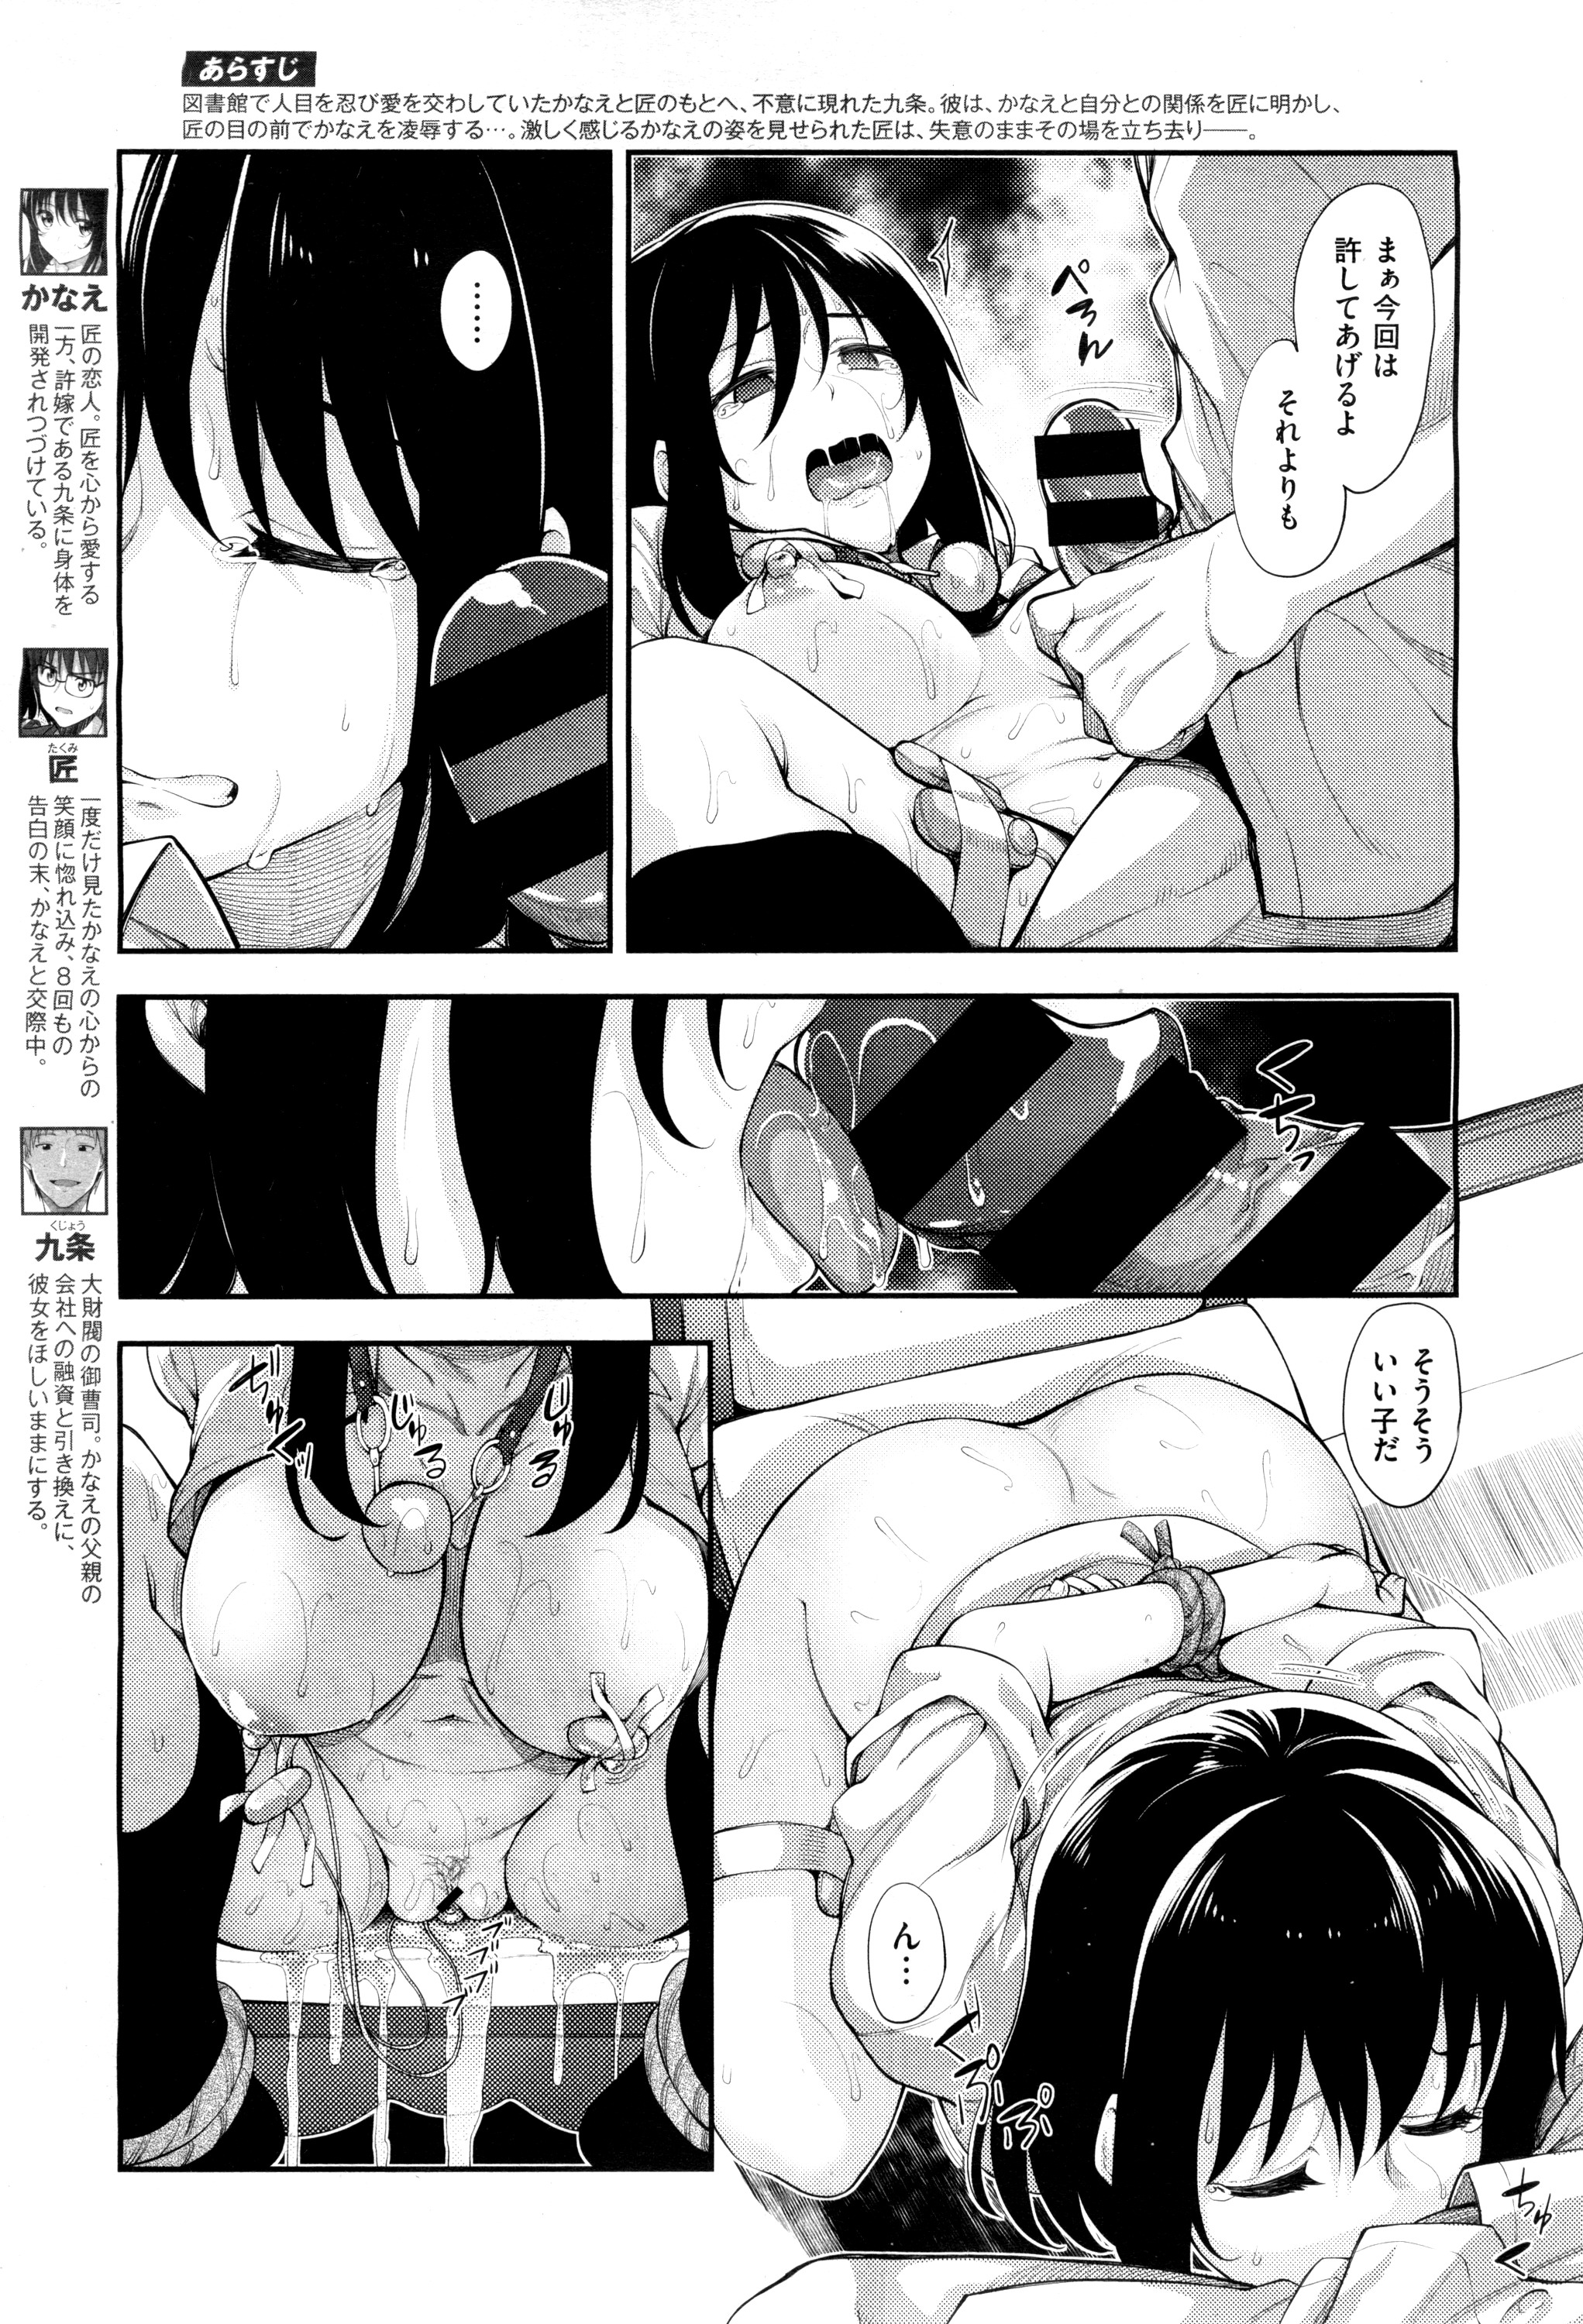 あらすじ
図書館で人目を忍び愛を交わしていたかなえと匠のもとへ、不意に現れた九条。彼は、かなえと自分との関係を匠に明かし、
匠の目の前でかなえを凌辱する…。激しく感じるかなえの姿を見せられた匠は、失意のままその場を立ち去り――。
かなえ
匠の恋人。匠を心から愛する
一方、許嫁である九条に身体を
開発されつづけている。
たくみ
匠
一度だけ見たかなえの心からの
笑顔に惚れ込み、8回もの
告白の末、かなえと交際中。
くじょう
九条
大財閥の御曹司。かなえの父親の
会社への融資と引き換えに、
彼女をほしいままにする。
まぁ今回は
許してあげるよ
それよりも
ぺろん
……
くちっ
そうそう
いい子だ
ん…
ぷ
ぷ
ちゅ
く
じゅる
じゅる
ブブブブ